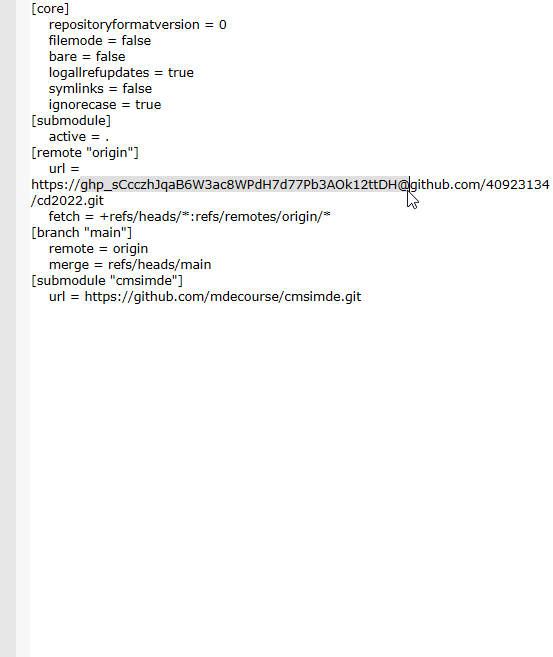 [core]
repositoryformatversion = 0
filemode = false
bare = false
logallrefupdates = true
symlinks = false
ignorecase = true
[submodule]
active = .
[remote "origin"]
url =
https://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@github.com/40923134
/cd2022.git
fetch = +refs/heads/*:refs/remotes/origin/*
[branch "main"]
remote = origin
merge = refs/heads/main
[submodule "cmsimde"]
url = https://github.com/mdecourse/cmsimde.git